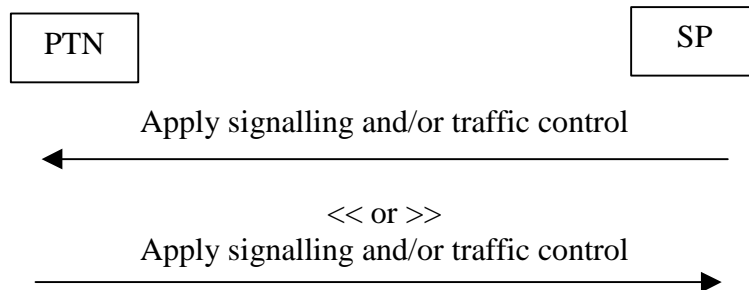 PTN
SP
Apply signalling and/or traffic control
<< or >>
Apply signalling and/or traffic control